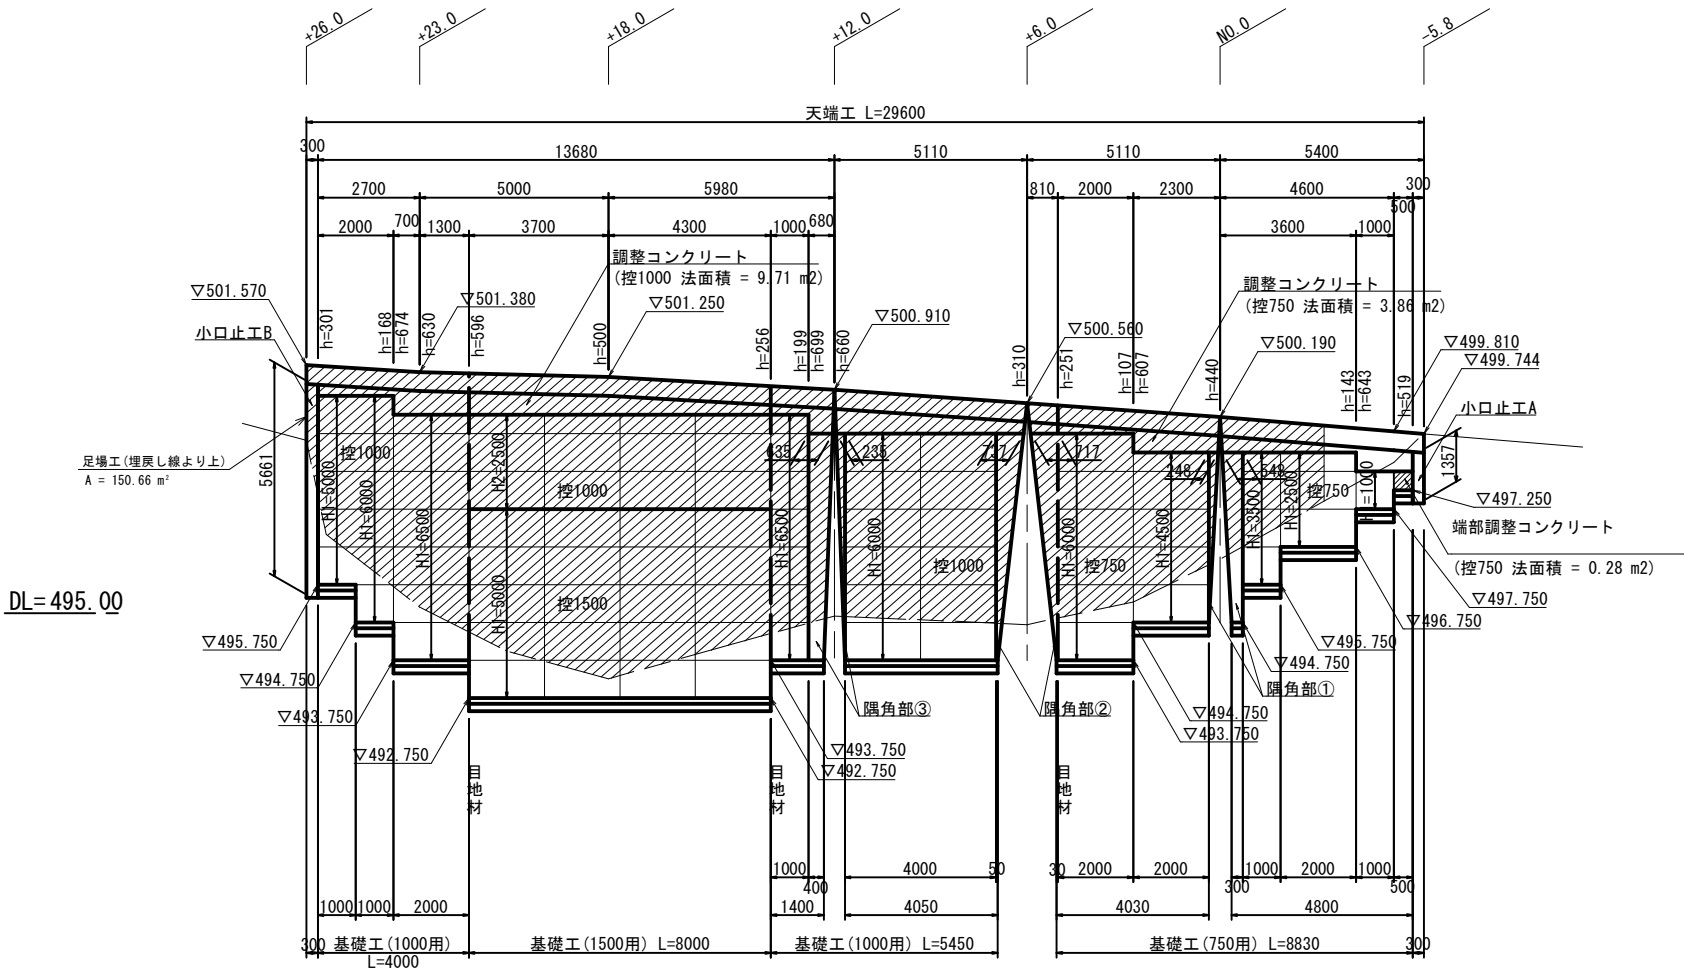 +26.0
+23.0
+18.0
+12.0
+6.0
NO.0
-5.8
天端工 L=29600
300
13680
5110
5110
5400
2700
5000
5980
810
2000
2300
4600
300
500
2000
700
1300
3700
4300
1000
680
3600
1000
調整コンクリート
(控1000 法面積 = 9.71 m2)
調整コンクリート
(控750 法面積 = 3.86 m2)
▽501.570
▽501.380
▽501.250
▽500.910
▽500.560
▽500.190
▽499.810
▽499.744
小口止工B
h=301
h=168
h=674
h=630
h=596
h=500
h=256
h=199
h=699
h=660
h=310
h=251
h=107
h=607
h=440
h=143
h=643
h=519
小口止工A
足場工(埋戻し線より上)
A = 150.66 m²
5661
控1000
H1=5000
H1=6000
H1=6500
H2=2500
控1000
H1=5000
控1500
H1=6500
635
235
H1=6000
控1000
737
717
H1=6000
控750
H1=4500
248
548
H1=3500
H1=2500
控750
H1=1000
1357
▽497.250
端部調整コンクリート
(控750 法面積 = 0.28 m2)
▽497.750
▽496.750
▽495.750
▽494.750
DL=495.00
▽495.750
▽494.750
▽493.750
▽492.750
隅角部③
隅角部②
隅角部①
▽494.750
▽493.750
▽493.750
▽492.750
目地材
目地材
目地材
1000
400
4000
50
30
2000
2000
300
1000
2000
1000
500
1000
1000
2000
1400
4050
4030
4800
300
基礎工(1000用)
L=4000
基礎工(1500用) L=8000
基礎工(1000用) L=5450
基礎工(750用) L=8830
300